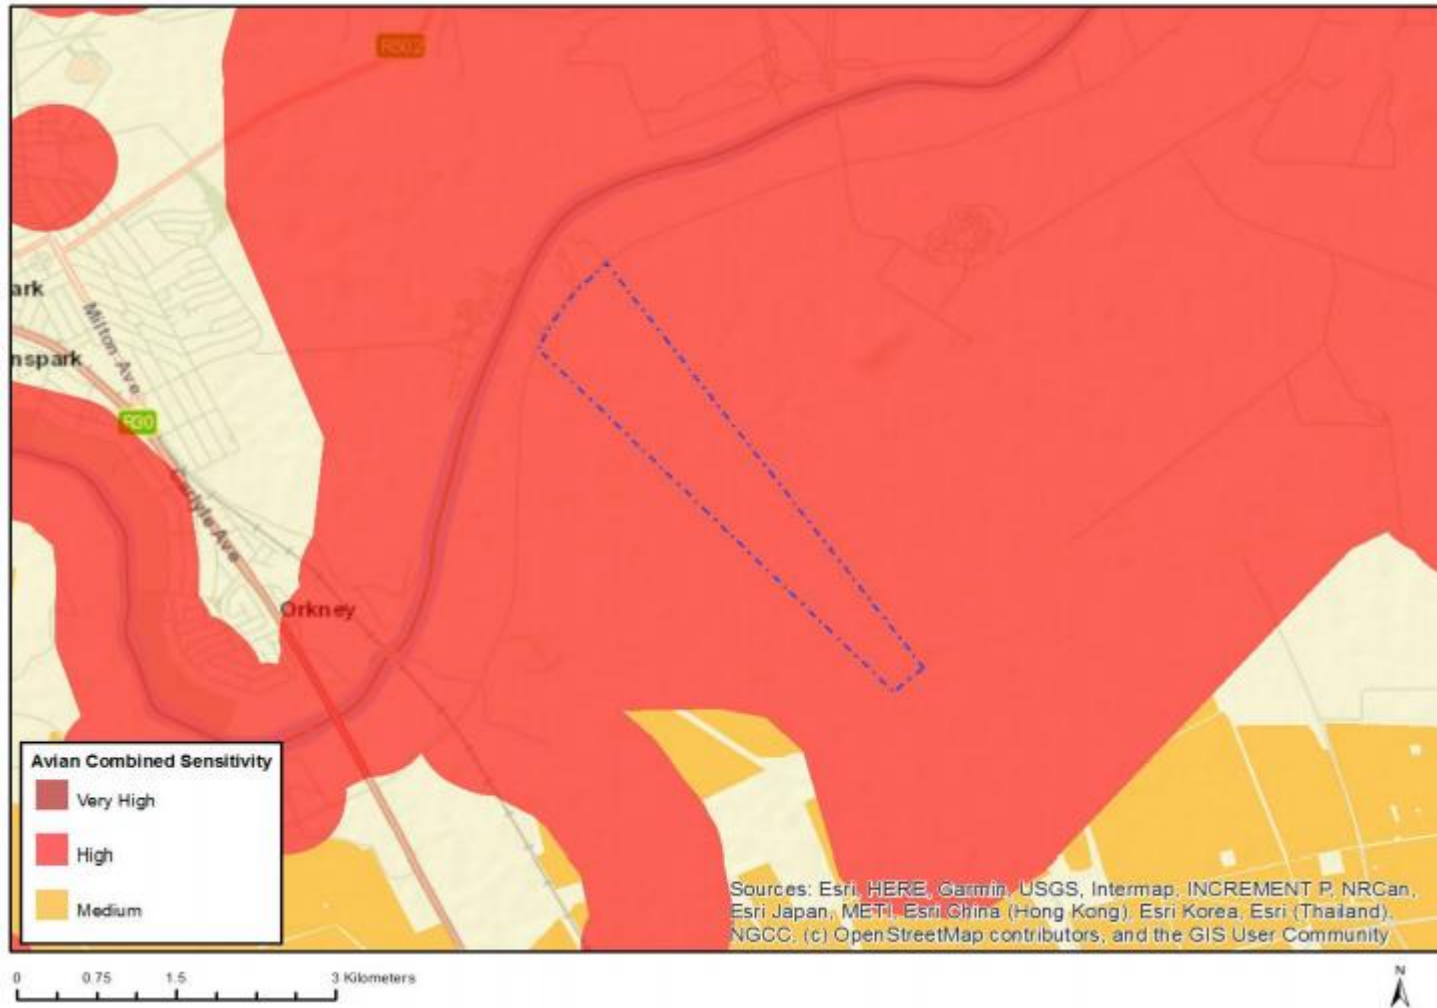 R502
ark
Milton Ave
nspark
R30
Carlyle Ave
Orkney
Avian Combined Sensitivity
Very High
High
Medium
Sources: Esri, HERE, Garmin, USGS, Intermap, INCREMENT P, NRCan,
Esri Japan, METI, Esri China (Hong Kong), Esri Korea, Esri (Thailand),
NGCC, (c) OpenStreetMap contributors, and the GIS User Community
0 0.75 1.5 3 Kilometers
N